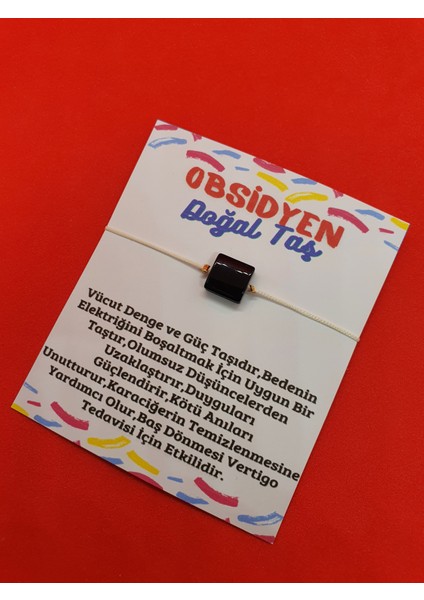 OBSİDYEN
Doğal Taş
Vücut Denge ve Güç Taşıdır,Bedenin
Elektriğini Boşaltmak İçin Uygun Bir
Taştır,Olumsuz Düşüncelerden
Uzaklaştırır,Duyguları
Güçlendirir,Kötü Anıları
Unutturur,Karaciğerin Temizlenmesine
Yardımcı Olur,Baş Dönmesi Vertigo
Tedavisi İçin Etkilidir.